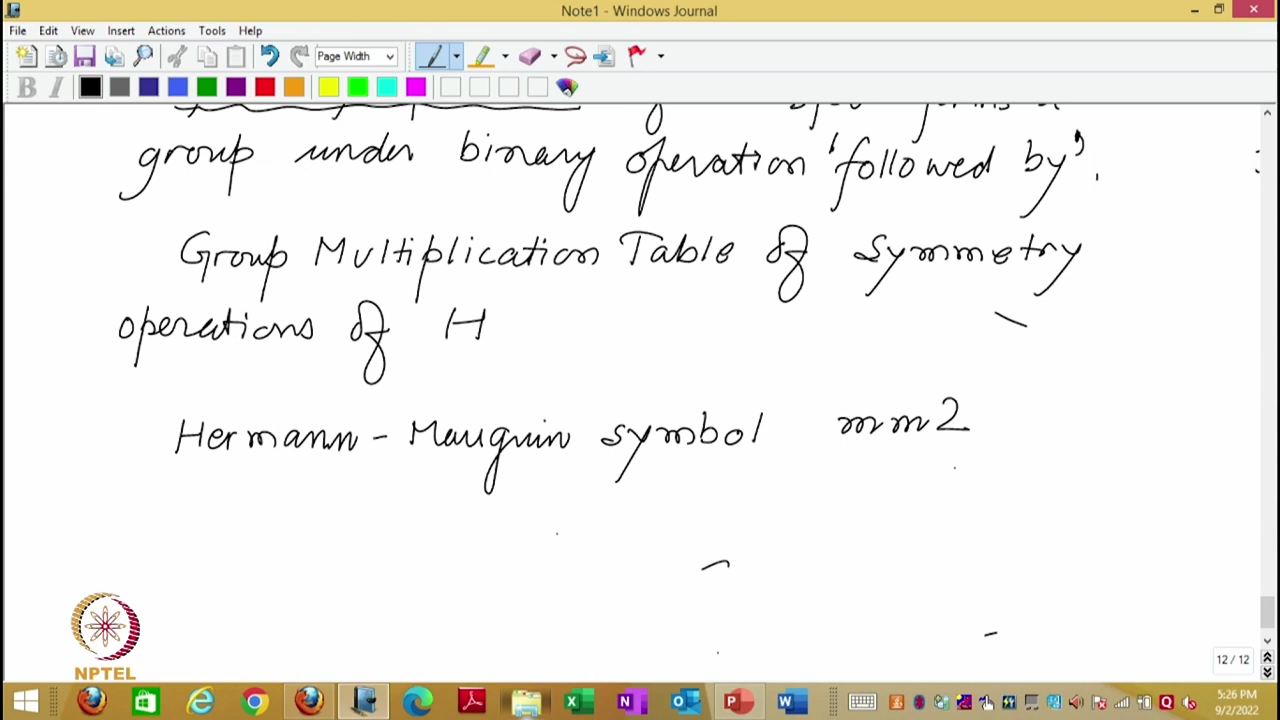 Note1 - Windows Journal
File Edit View Insert Actions Tools Help
Page Width
B I
group under binary operation 'followed by'.
Group Multiplication Table of Symmetry
operations of H
Hermann - Mauguin symbol mm2
NPTEL
12 / 12
5:26 PM
9/2/2022